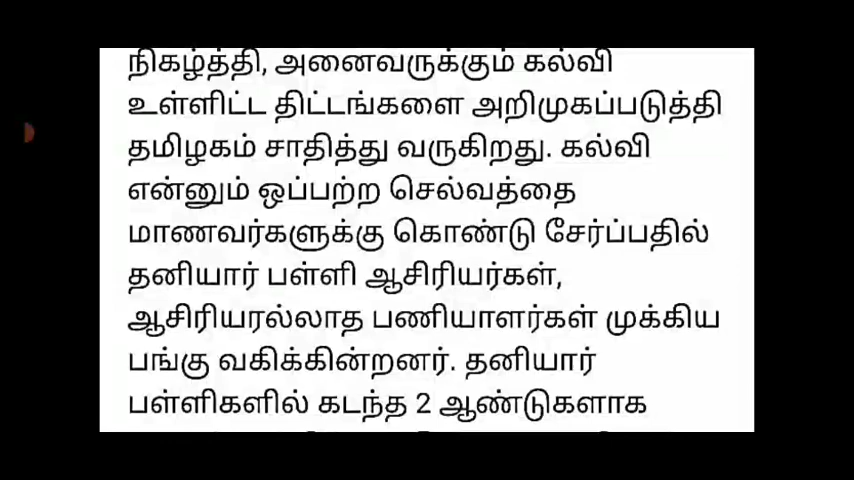 நிகழ்த்தி, அனைவருக்கும் கல்வி
உள்ளிட்ட திட்டங்களை அறிமுகப்படுத்தி
தமிழகம் சாதித்து வருகிறது. கல்வி
என்னும் ஒப்பற்ற செல்வத்தை
மாணவர்களுக்கு கொண்டு சேர்ப்பதில்
தனியார் பள்ளி ஆசிரியர்கள்,
ஆசிரியரல்லாத பணியாளர்கள் முக்கிய
பங்கு வகிக்கின்றனர். தனியார்
பள்ளிகளில் கடந்த 2 ஆண்டுகளாக